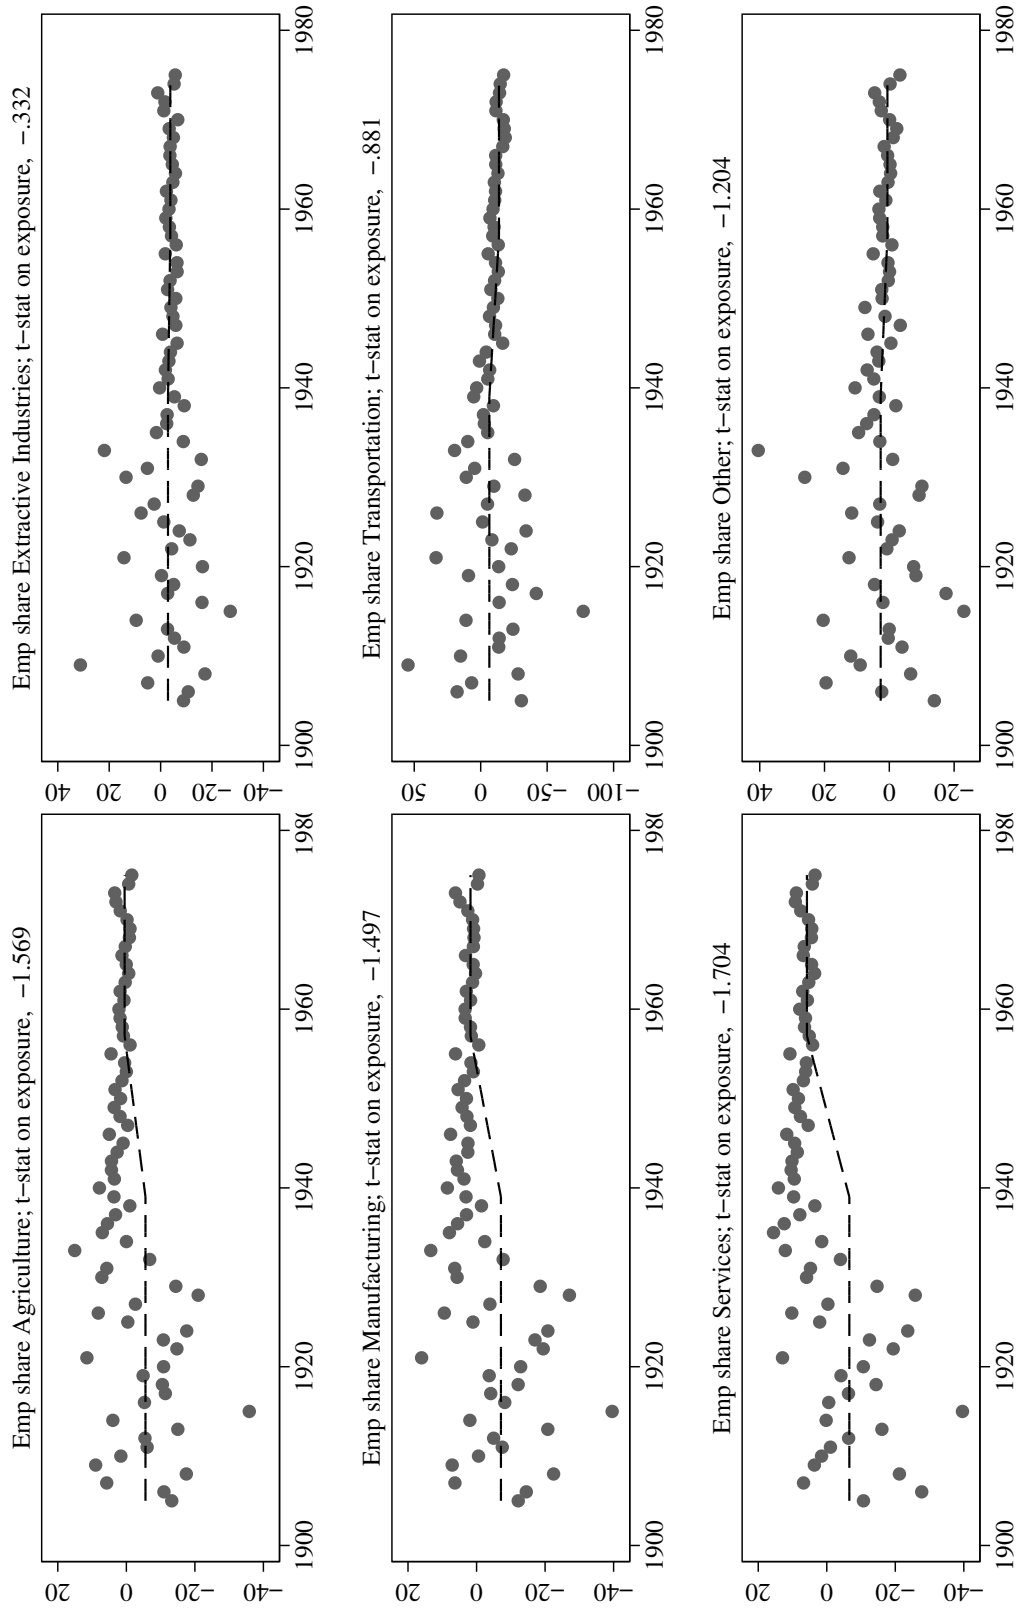 Emp share Agriculture; t−stat on exposure, −1.569
20
0
−20
−40
1900 1920 1940 1960 1980
Emp share Extractive Industries; t−stat on exposure, −.332
40
20
0
−20
−40
1900 1920 1940 1960 1980
Emp share Manufacturing; t−stat on exposure, −1.497
20
0
−20
−40
1900 1920 1940 1960 1980
Emp share Transportation; t−stat on exposure, −.881
50
0
−50
−100
1900 1920 1940 1960 1980
Emp share Services; t−stat on exposure, −1.704
20
0
−20
−40
1900 1920 1940 1960 1980
Emp share Other; t−stat on exposure, −1.204
40
20
0
−20
1900 1920 1940 1960 1980